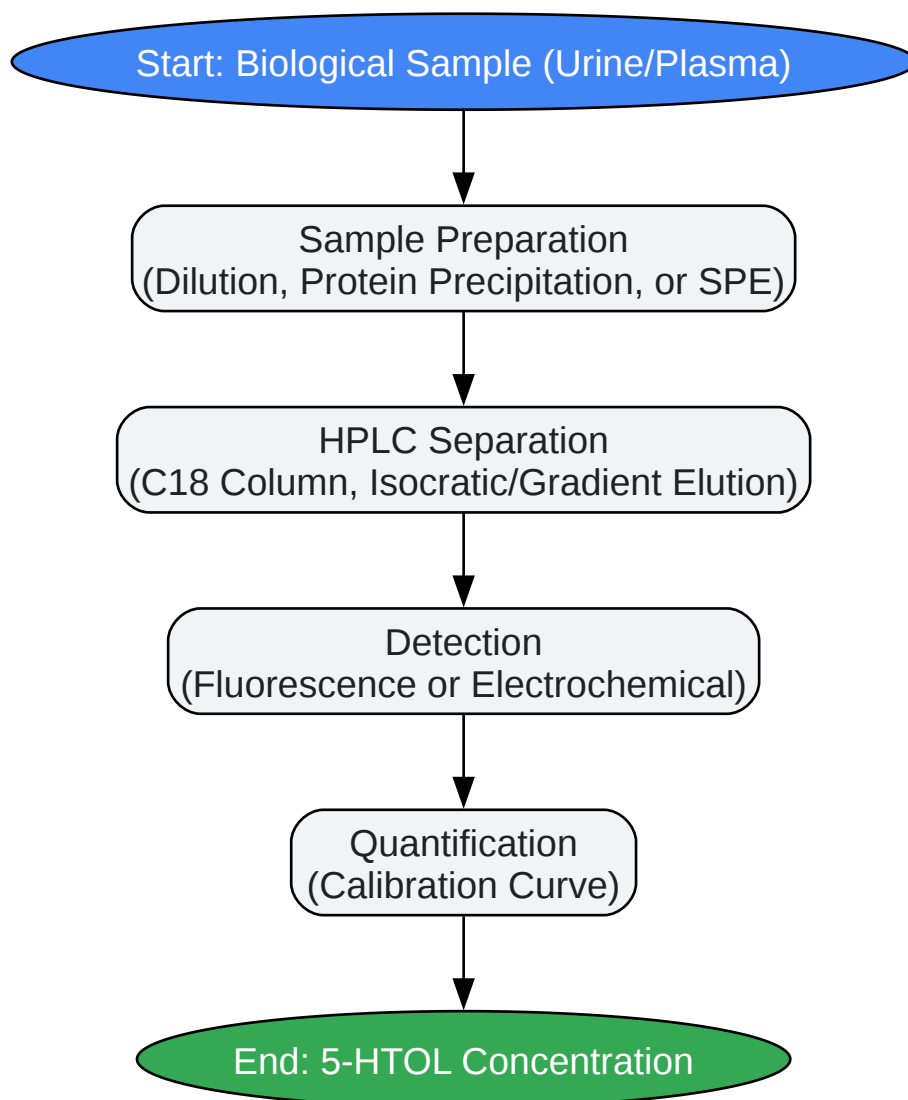 Start: Biological Sample (Urine/Plasma)
Sample Preparation
(Dilution, Protein Precipitation, or SPE)
HPLC Separation
(C18 Column, Isocratic/Gradient Elution)
Detection
(Fluorescence or Electrochemical)
Quantification
(Calibration Curve)
End: 5-HTOL Concentration